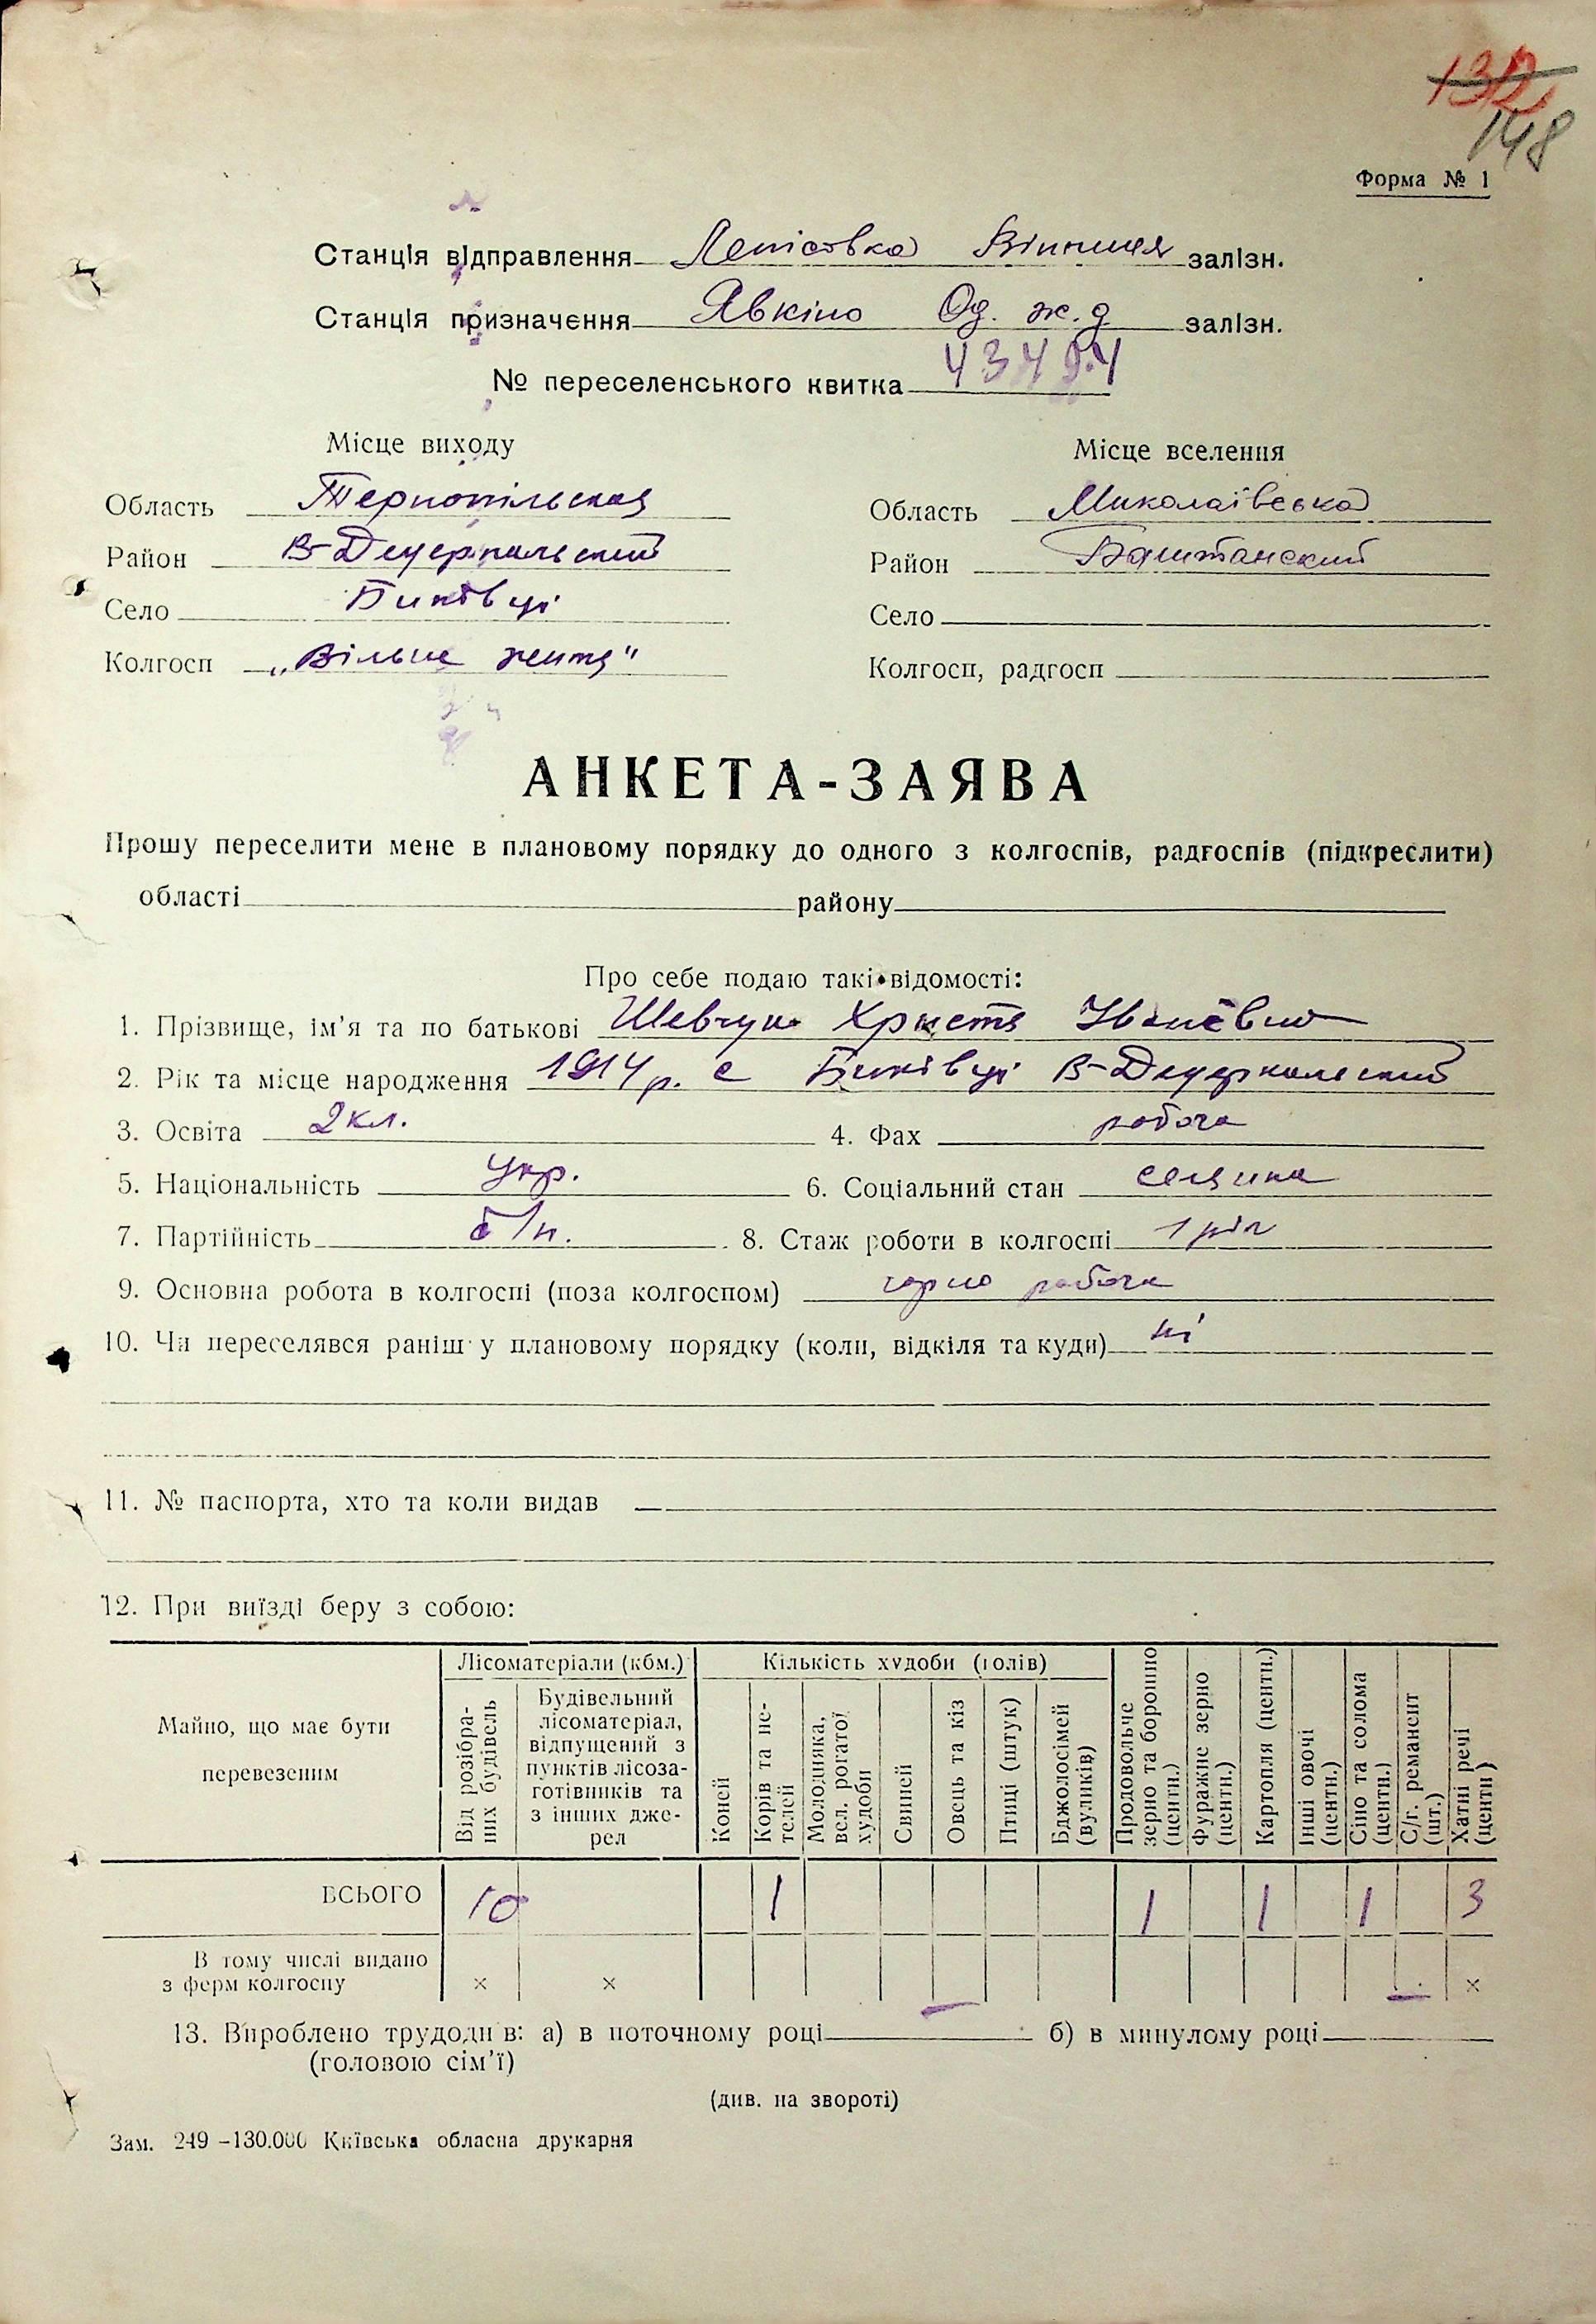 132
148
Форма № 1
Станція відправлення Лепісовка Вінниця залізн.
Станція призначення Явкіно Од. ж.д залізн.
№ переселенського квитка 43494
Місце виходу
Місце вселення
Область Тернопільська
Область Миколаївська
Район В-Дедеркальський
Район Баштанский
Село Биківці
Село
Колгосп „Вільне життя"
Колгосп, радгосп
АНКЕТА-ЗАЯВА
Прошу переселити мене в плановому порядку до одного з колгоспів, радгоспів (підкреслити)
області району
Про себе подаю такі відомості:
1. Прізвище, ім’я та по батькові Шевчук Христя Іванівна
2. Рік та місце народження 1914 р. с Биківці В-Дедеркальский
3. Освіта 2 кл. 4. Фах робоча
5. Національність Укр. 6. Соціальний стан селянка
7. Партійність б/п. 8. Стаж роботи в колгоспі 1 рік
9. Основна робота в колгоспі (поза колгоспом) чорно робоча
10. Чи переселявся раніш у плановому порядку (коли, відкіля та куди) ні
11. № паспорта, хто та коли видав
12. При виїзді беру з собою:
Майно, що має бути перевезеним
Лісоматеріали (кбм.)
Від розібраних будівель
Будівельний лісоматеріал, відпущений з пунктів лісозаготівників та з інших джерел
Кількість худоби (голів)
Коней
Корів та нетелей
Молодняка, вел. рогатої худоби
Свиней
Овець та кіз
Птиці (штук)
Бджолосімей (вуликів)
Продовольче зерно та борошно (центн.)
Фуражне зерно (центн.)
Картопля (центн.)
Інші овочі (центн.)
Сіно та солома (центн.)
С/г. реманент (шт.)
Хатні речі (центн)
ВСЬОГО 10 1 1 1 1 3
В тому числі видано з ферм колгоспу × × ×
13. Вироблено трудоднів: а) в поточному році б) в минулому році
(головою сім’ї)
(див. на звороті)
Зам. 249 –130.000 Київська обласна друкарня